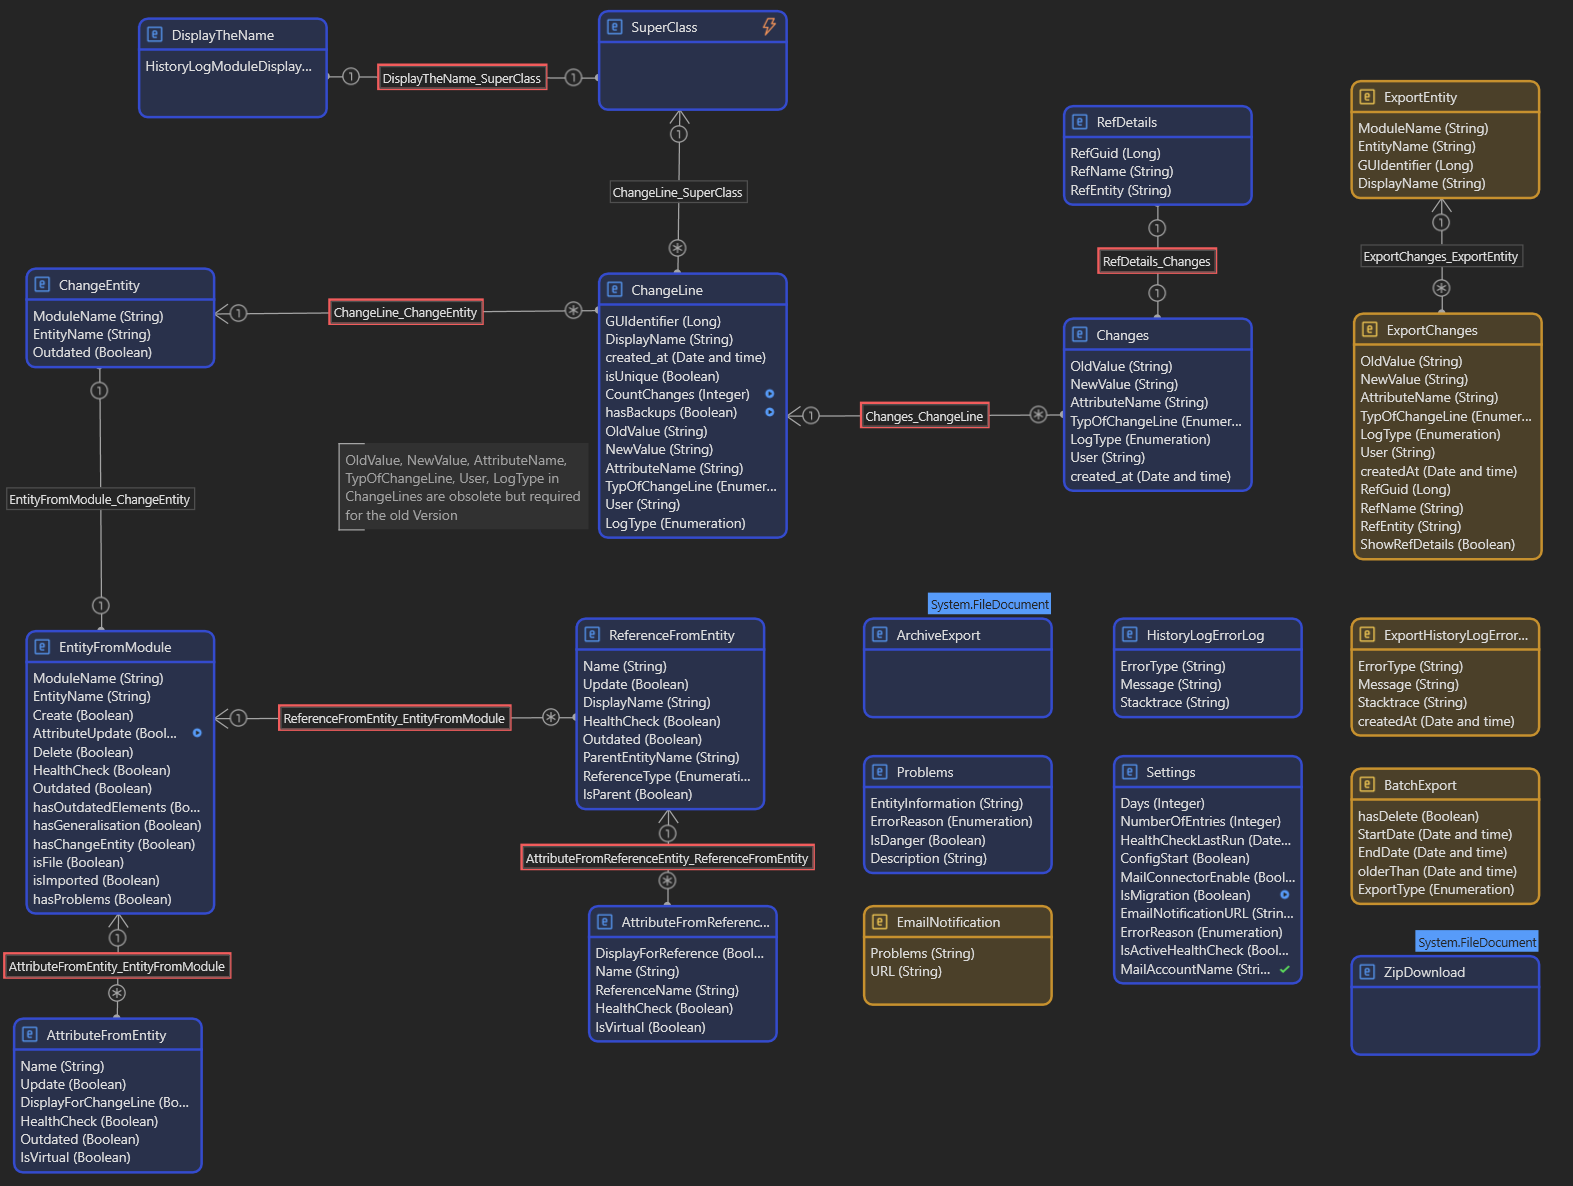 DisplayTheName
HistoryLogModuleDisplay...
1
DisplayTheName_SuperClass
1
SuperClass
1
ChangeLine_SuperClass
*
RefDetails
RefGuid (Long)
RefName (String)
RefEntity (String)
1
RefDetails_Changes
1
ExportEntity
ModuleName (String)
EntityName (String)
GUIdentifier (Long)
DisplayName (String)
1
ExportChanges_ExportEntity
*
ChangeEntity
ModuleName (String)
EntityName (String)
Outdated (Boolean)
1
ChangeLine_ChangeEntity
*
ChangeLine
GUIdentifier (Long)
DisplayName (String)
created_at (Date and time)
isUnique (Boolean)
CountChanges (Integer)
hasBackups (Boolean)
OldValue (String)
NewValue (String)
AttributeName (String)
TypOfChangeLine (Enumer...
User (String)
LogType (Enumeration)
1
Changes_ChangeLine
*
Changes
OldValue (String)
NewValue (String)
AttributeName (String)
TypOfChangeLine (Enumer...
LogType (Enumeration)
User (String)
created_at (Date and time)
ExportChanges
OldValue (String)
NewValue (String)
AttributeName (String)
TypOfChangeLine (Enumer...
LogType (Enumeration)
User (String)
createdAt (Date and time)
RefGuid (Long)
RefName (String)
RefEntity (String)
ShowRefDetails (Boolean)
OldValue, NewValue, AttributeName,
TypOfChangeLine, User, LogType in
ChangeLines are obsolete but required
for the old Version
1
EntityFromModule_ChangeEntity
1
EntityFromModule
ModuleName (String)
EntityName (String)
Create (Boolean)
AttributeUpdate (Bool...
Delete (Boolean)
HealthCheck (Boolean)
Outdated (Boolean)
hasOutdatedElements (Bo...
hasGeneralisation (Boolean)
hasChangeEntity (Boolean)
isFile (Boolean)
isImported (Boolean)
hasProblems (Boolean)
1
ReferenceFromEntity_EntityFromModule
*
ReferenceFromEntity
Name (String)
Update (Boolean)
DisplayName (String)
HealthCheck (Boolean)
Outdated (Boolean)
ParentEntityName (String)
ReferenceType (Enumerati...
IsParent (Boolean)
1
AttributeFromReferenceEntity_ReferenceFromEntity
*
AttributeFromReferenc...
DisplayForReference (Bool...
Name (String)
ReferenceName (String)
HealthCheck (Boolean)
IsVirtual (Boolean)
1
AttributeFromEntity_EntityFromModule
*
AttributeFromEntity
Name (String)
Update (Boolean)
DisplayForChangeLine (Bo...
HealthCheck (Boolean)
Outdated (Boolean)
IsVirtual (Boolean)
System.FileDocument
ArchiveExport
HistoryLogErrorLog
ErrorType (String)
Message (String)
Stacktrace (String)
ExportHistoryLogError...
ErrorType (String)
Message (String)
Stacktrace (String)
createdAt (Date and time)
Problems
EntityInformation (String)
ErrorReason (Enumeration)
IsDanger (Boolean)
Description (String)
Settings
Days (Integer)
NumberOfEntries (Integer)
HealthCheckLastRun (Date...
ConfigStart (Boolean)
MailConnectorEnable (Bool...
IsMigration (Boolean)
EmailNotificationURL (Strin...
ErrorReason (Enumeration)
IsActiveHealthCheck (Bool...
MailAccountName (Stri...
BatchExport
hasDelete (Boolean)
StartDate (Date and time)
EndDate (Date and time)
olderThan (Date and time)
ExportType (Enumeration)
EmailNotification
Problems (String)
URL (String)
System.FileDocument
ZipDownload